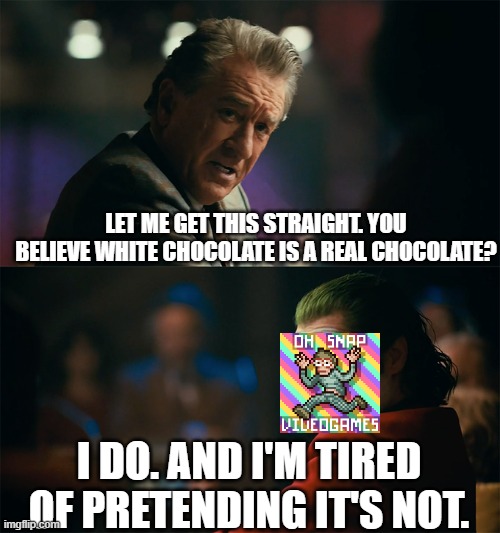 LET ME GET THIS STRAIGHT. YOU
BELIEVE WHITE CHOCOLATE IS A REAL CHOCOLATE?
OH SNAP
VIDEOGAMES
I DO. AND I'M TIRED
OF PRETENDING IT'S NOT.
imgflip.com